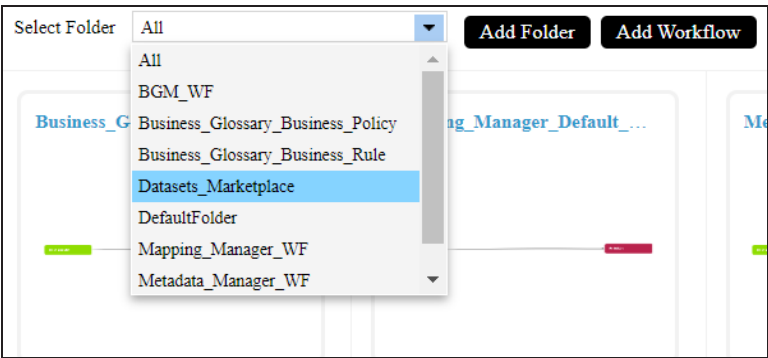 Select Folder All Add Folder Add Workflow
All
BGM_WF
Business_G Business_Glossary_Business_Policy ng_Manager_Default_... Me
Business_Glossary_Business_Rule
Datasets_Marketplace
DefaultFolder
Mapping_Manager_WF
Metadata_Manager_WF